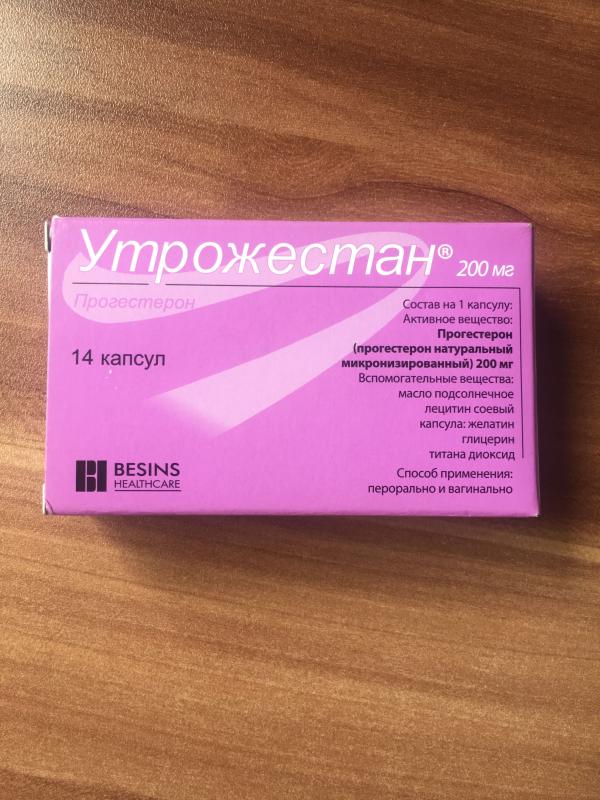 Утрожестан® 200 мг
Прогестерон
14 капсул
BESINS
HEALTHCARE
Состав на 1 капсулу:
Активное вещество:
Прогестерон
(прогестерон натуральный
микронизированный) 200 мг
Вспомогательные вещества:
масло подсолнечное
лецитин соевый
капсула: желатин
глицерин
титана диоксид
Способ применения:
перорально и вагинально